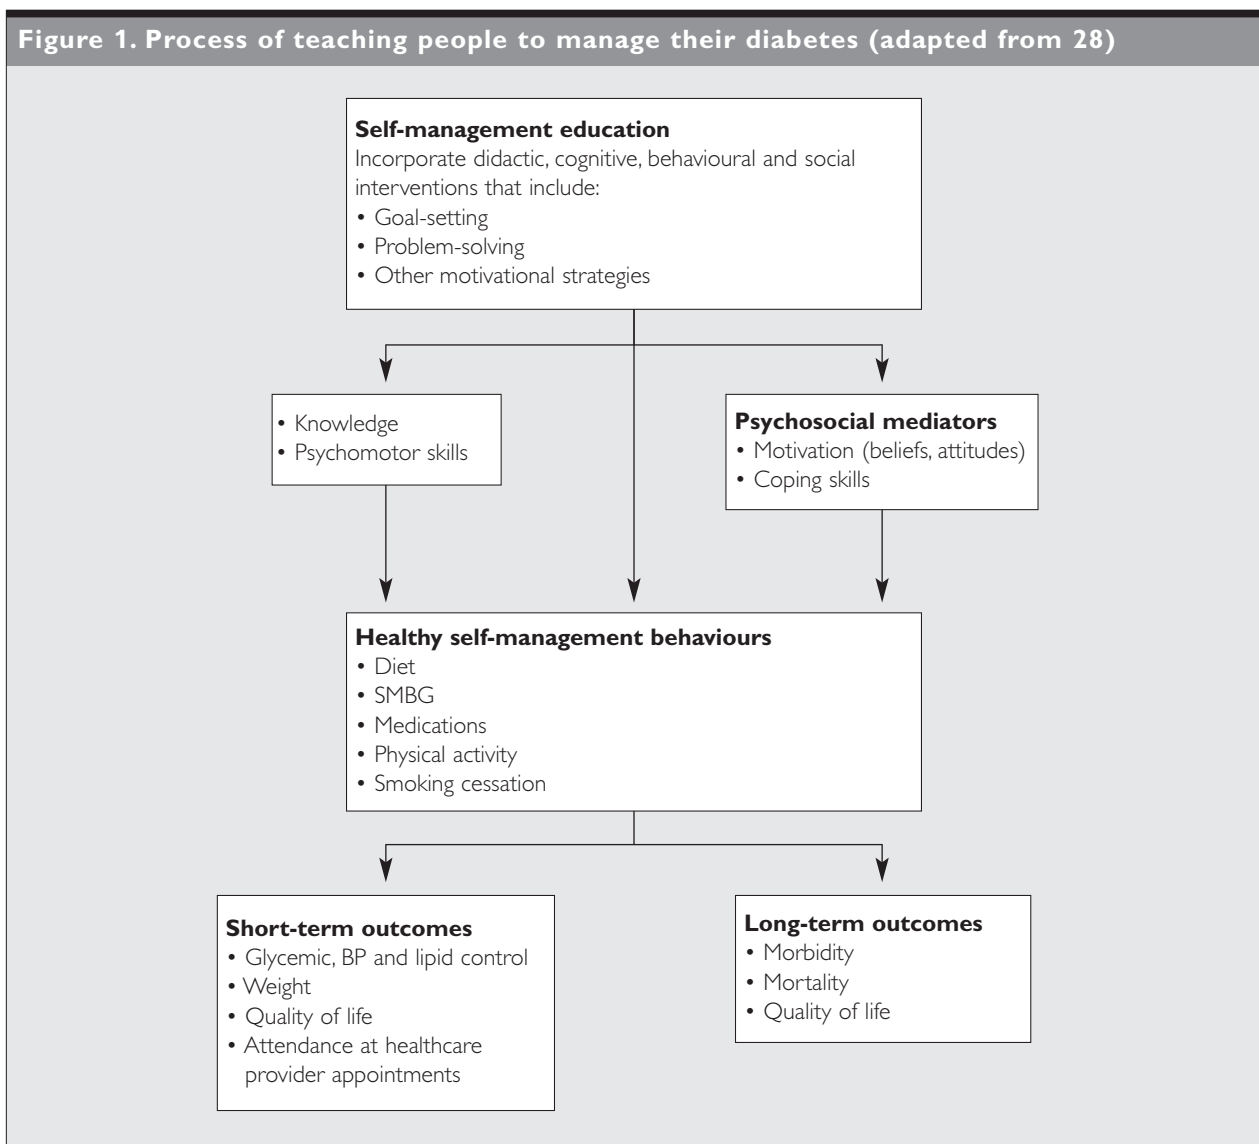 Figure 1. Process of teaching people to manage their diabetes (adapted from 28)
Self-management education
Incorporate didactic, cognitive, behavioural and social
interventions that include:
• Goal-setting
• Problem-solving
• Other motivational strategies
• Knowledge
• Psychomotor skills
Psychosocial mediators
• Motivation (beliefs, attitudes)
• Coping skills
Healthy self-management behaviours
• Diet
• SMBG
• Medications
• Physical activity
• Smoking cessation
Short-term outcomes
• Glycemic, BP and lipid control
• Weight
• Quality of life
• Attendance at healthcare
provider appointments
Long-term outcomes
• Morbidity
• Mortality
• Quality of life